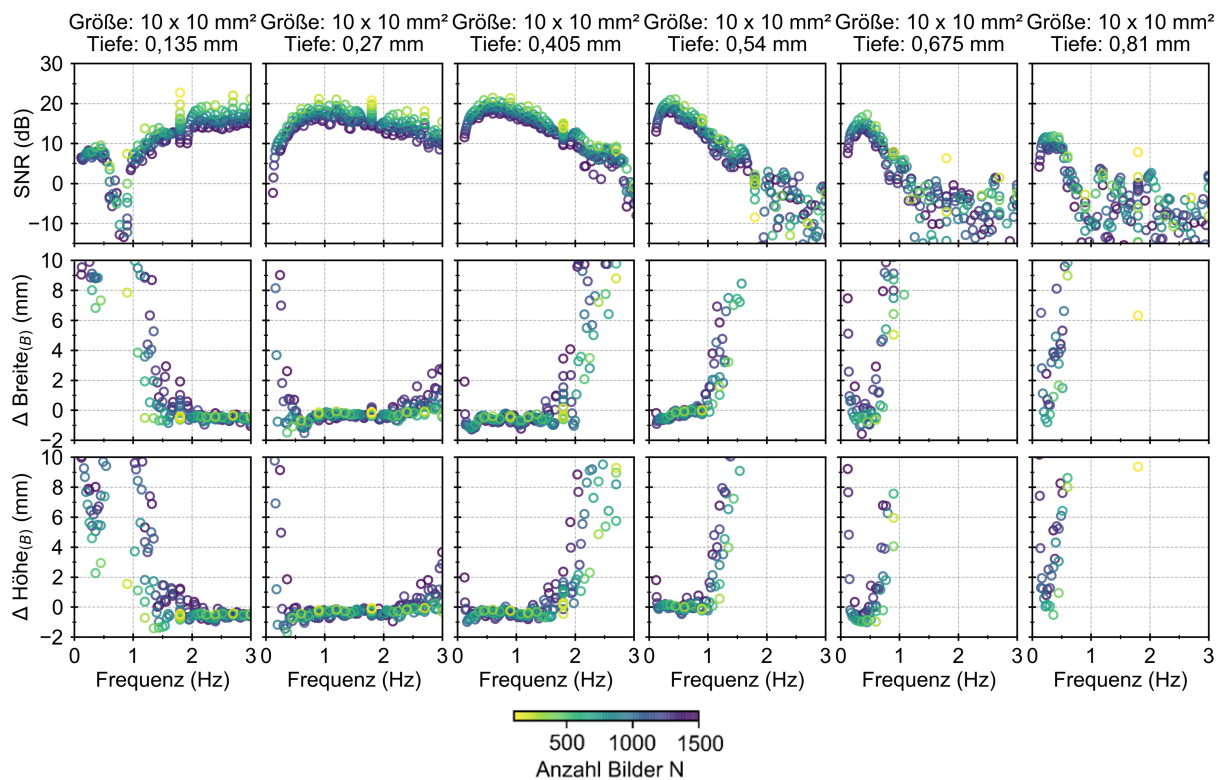 Größe: 10 x 10 mm² Größe: 10 x 10 mm² Größe: 10 x 10 mm² Größe: 10 x 10 mm² Größe: 10 x 10 mm² Größe: 10 x 10 mm²
Tiefe: 0,135 mm Tiefe: 0,27 mm Tiefe: 0,405 mm Tiefe: 0,54 mm Tiefe: 0,675 mm Tiefe: 0,81 mm
30
20
10
0
−10
SNR (dB)
10
8
6
4
2
0
−2
Δ Breite(B) (mm)
10
8
6
4
2
0
−2
Δ Höhe(B) (mm)
0 1 2 3 0 1 2 3 0 1 2 3 0 1 2 3 0 1 2 3 0 1 2 3
Frequenz (Hz) Frequenz (Hz) Frequenz (Hz) Frequenz (Hz) Frequenz (Hz) Frequenz (Hz)
500 1000 1500
Anzahl Bilder N